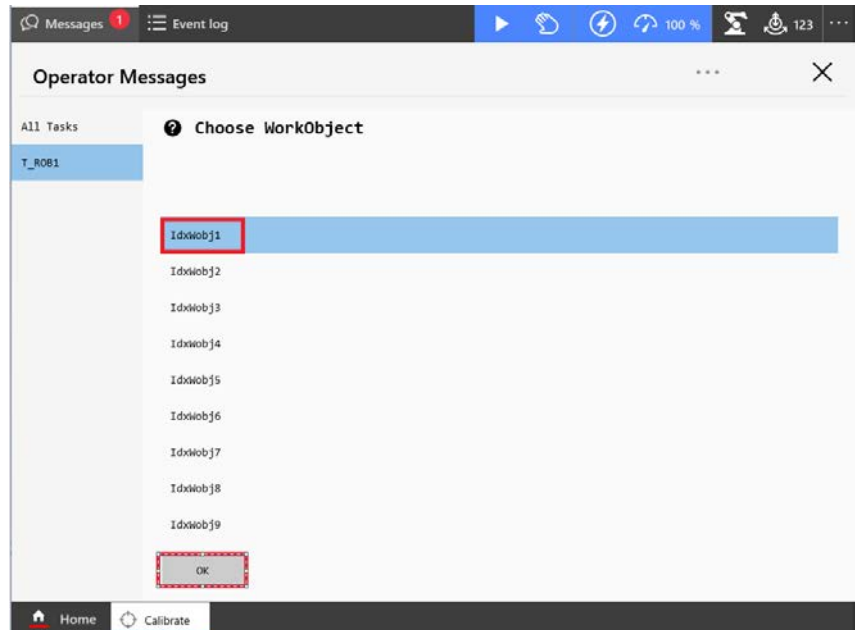 Messages 1 Event log 100 % 123
Operator Messages
All Tasks
T_ROB1
Choose WorkObject
IdxWobj1
IdxWobj2
IdxWobj3
IdxWobj4
IdxWobj5
IdxWobj6
IdxWobj7
IdxWobj8
IdxWobj9
OK
Home Calibrate